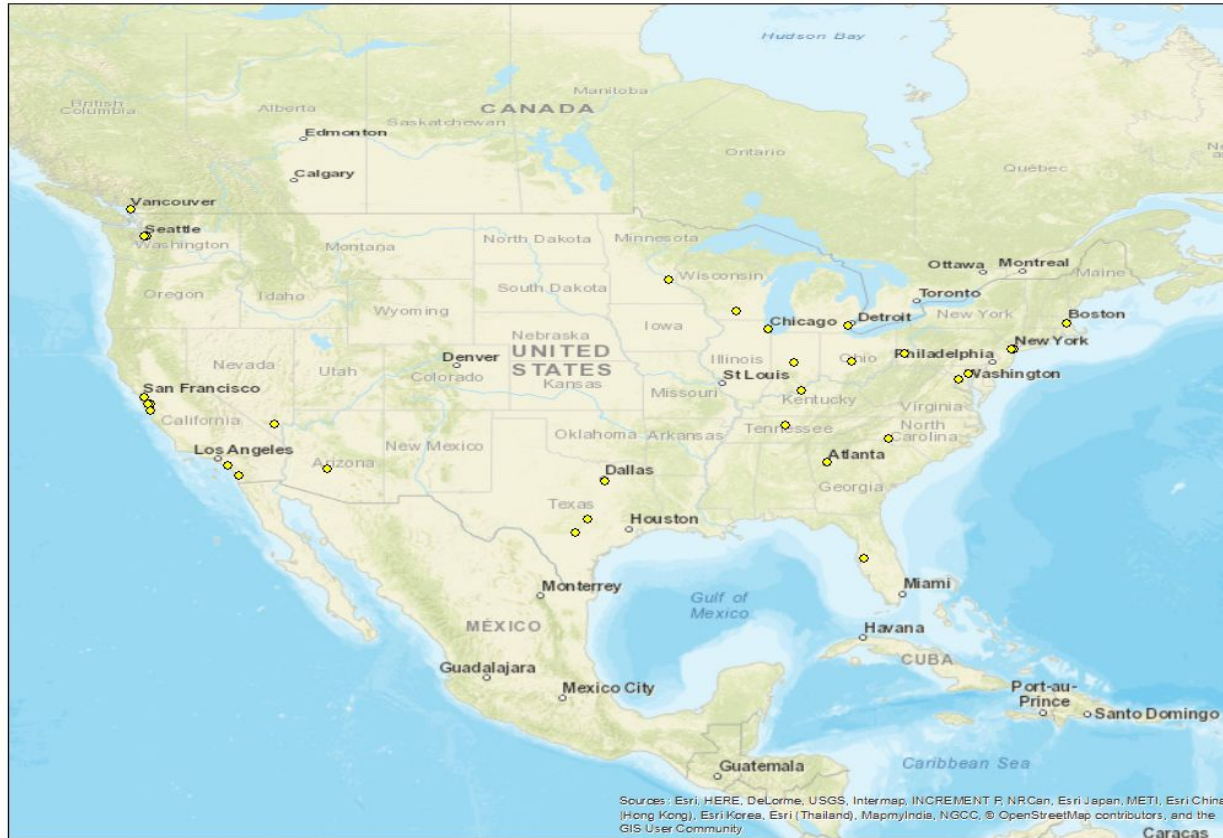 Hudson Bay
British
Columbia
Alberta
Manitoba
CANADA
Saskatchewan
Edmonton
Ontario
Québec
Calgary
Vancouver
Seattle
Washington
Montana
North Dakota
Minnesota
Ottawa
Montreal
Maine
Wisconsin
Oregon
Idaho
South Dakota
Toronto
Wyoming
Iowa
Chicago
Detroit
New York
Boston
Nebraska
Nevada
Utah
Denver
Colorado
UNITED
STATES
Kansas
Illinois
Ohio
Philadelphia
New York
St Louis
Washington
San Francisco
California
Missouri
Kentucky
Virginia
Los Angeles
Arizona
New Mexico
Oklahoma
Arkansas
Tennessee
North
Carolina
Atlanta
Georgia
Dallas
Texas
Houston
Monterrey
Gulf of
Mexico
Miami
MÉXICO
Havana
CUBA
Guadalajara
Mexico City
Port-au-
Prince
Santo Domingo
Guatemala
Caribbean Sea
Sources: Esri, HERE, DeLorme, USGS, Intermap, INCREMENT P, NRCan, Esri Japan, METI, Esri China
(Hong Kong), Esri Korea, Esri (Thailand), MapmyIndia, NGCC, © OpenStreetMap contributors, and the
GIS User Community
Caracas